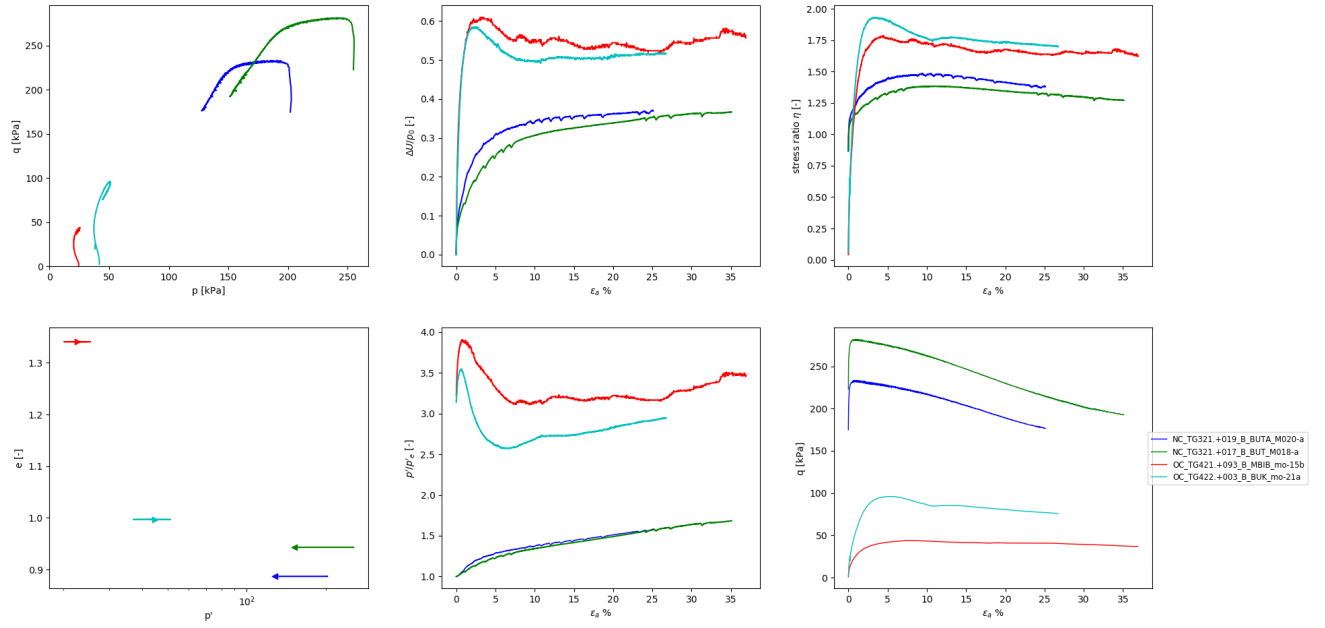 q [kPa]
250
200
150
100
50
0
0 50 100 150 200 250
p [kPa]
ΔU/p₀ [-]
0.6
0.5
0.4
0.3
0.2
0.1
0.0
0 5 10 15 20 25 30 35
εₐ %
stress ratio η [-]
2.00
1.75
1.50
1.25
1.00
0.75
0.50
0.25
0.00
0 5 10 15 20 25 30 35
εₐ %
e [-]
1.3
1.2
1.1
1.0
0.9
10²
p'
p'/p'ₑ [-]
4.0
3.5
3.0
2.5
2.0
1.5
1.0
0 5 10 15 20 25 30 35
εₐ %
q [kPa]
250
200
150
100
50
0
0 5 10 15 20 25 30 35
εₐ %
NC_TG321.+019_B_BUTA_M020-a
NC_TG321.+017_B_BUT_M018-a
OC_TG421.+093_B_MBIB_mo-15b
OC_TG422.+003_B_BUK_mo-21a